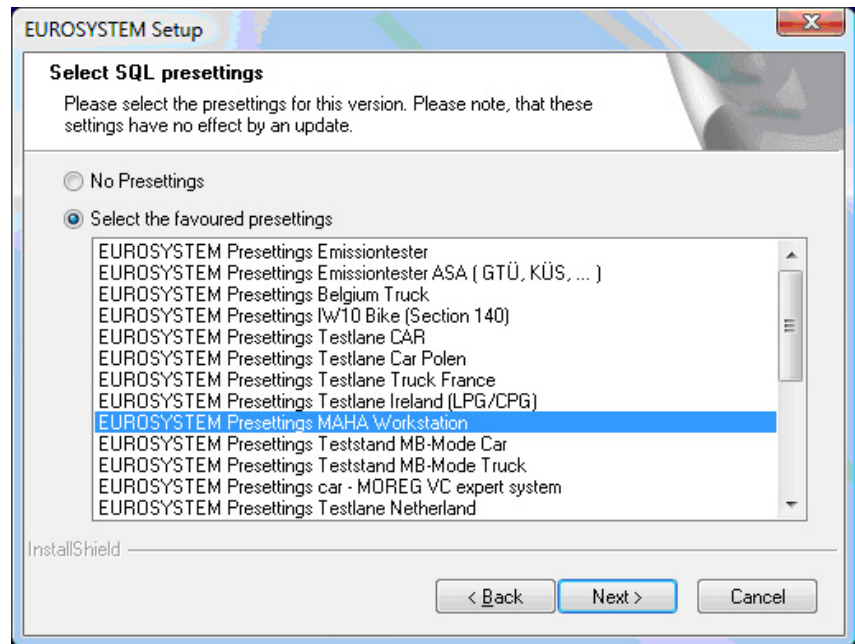 EUROSYSTEM Setup
Select SQL presettings
Please select the presettings for this version. Please note, that these
settings have no effect by an update.
No Presettings
Select the favoured presettings
EUROSYSTEM Presettings Emissiontester
EUROSYSTEM Presettings Emissiontester ASA ( GTÜ, KÜS, ... )
EUROSYSTEM Presettings Belgium Truck
EUROSYSTEM Presettings IW10 Bike (Section 140)
EUROSYSTEM Presettings Testlane CAR
EUROSYSTEM Presettings Testlane Car Polen
EUROSYSTEM Presettings Testlane Truck France
EUROSYSTEM Presettings Testlane Ireland (LPG/CPG)
EUROSYSTEM Presettings MAHA Workstation
EUROSYSTEM Presettings Teststand MB-Mode Car
EUROSYSTEM Presettings Teststand MB-Mode Truck
EUROSYSTEM Presettings car - MOREG VC expert system
EUROSYSTEM Presettings Testlane Netherland
InstallShield
< Back Next > Cancel